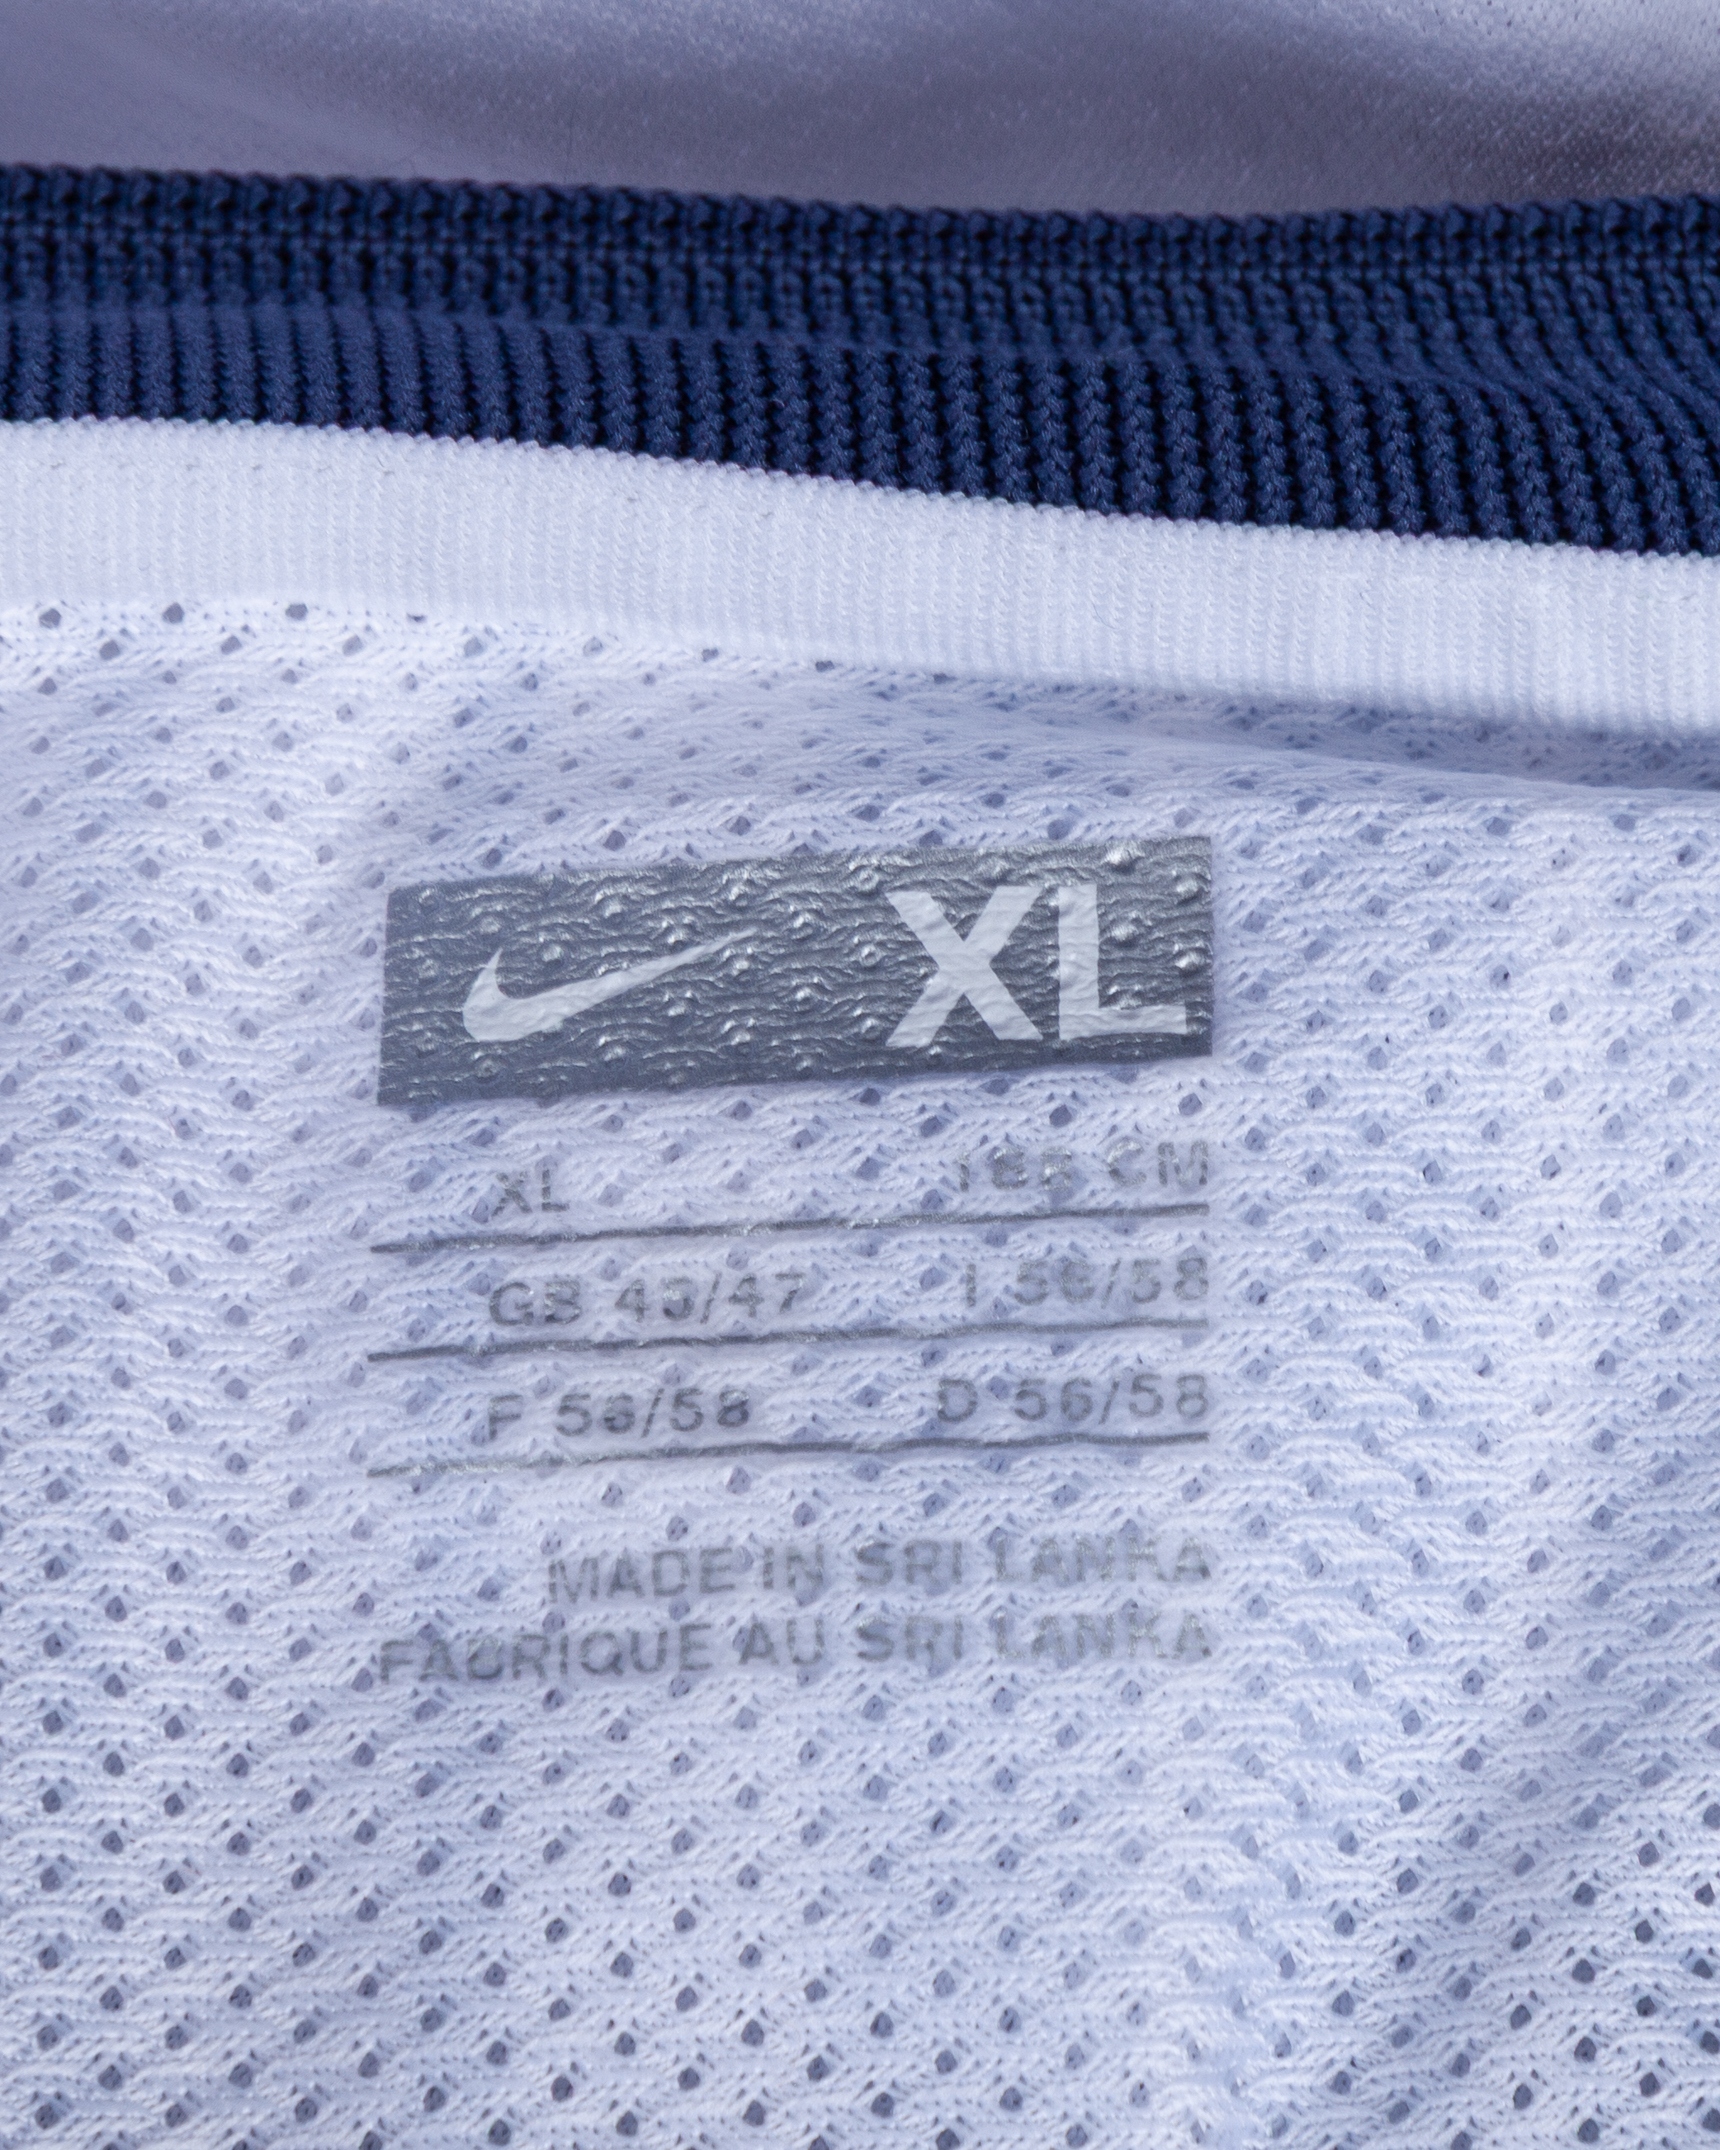 XL
XL 188 CM
GB 45/47 I 56/58
F 56/58 D 56/58
MADE IN SRI LANKA
FABRIQUE AU SRI LANKA